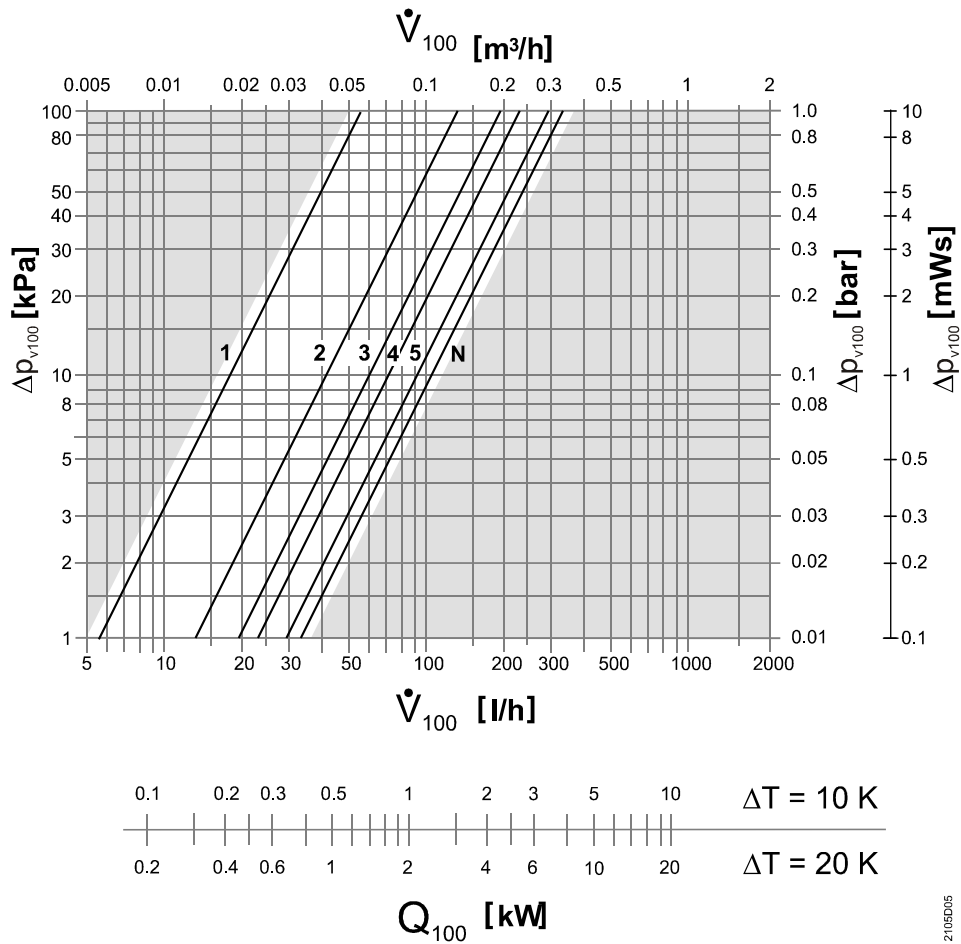 V̇100 [m³/h]
0.005 0.01 0.02 0.03 0.05 0.1 0.2 0.3 0.5 1 2
100 1.0 10
80 0.8 8
50 0.5 5
40 0.4 4
30 0.3 3
20 0.2 2
1 2 3 4 5 N
10 0.1 1
8 0.08
5 0.05 0.5
3 0.03 0.3
2 0.02 0.2
1 0.01 0.1
Δpv100 [kPa]
Δpv100 [bar]
Δpv100 [mWs]
5 10 20 30 50 100 200 300 500 1000 2000
V̇100 [l/h]
0.1 0.2 0.3 0.5 1 2 3 5 10 ΔT = 10 K
0.2 0.4 0.6 1 2 4 6 10 20 ΔT = 20 K
Q100 [kW]
2105D05